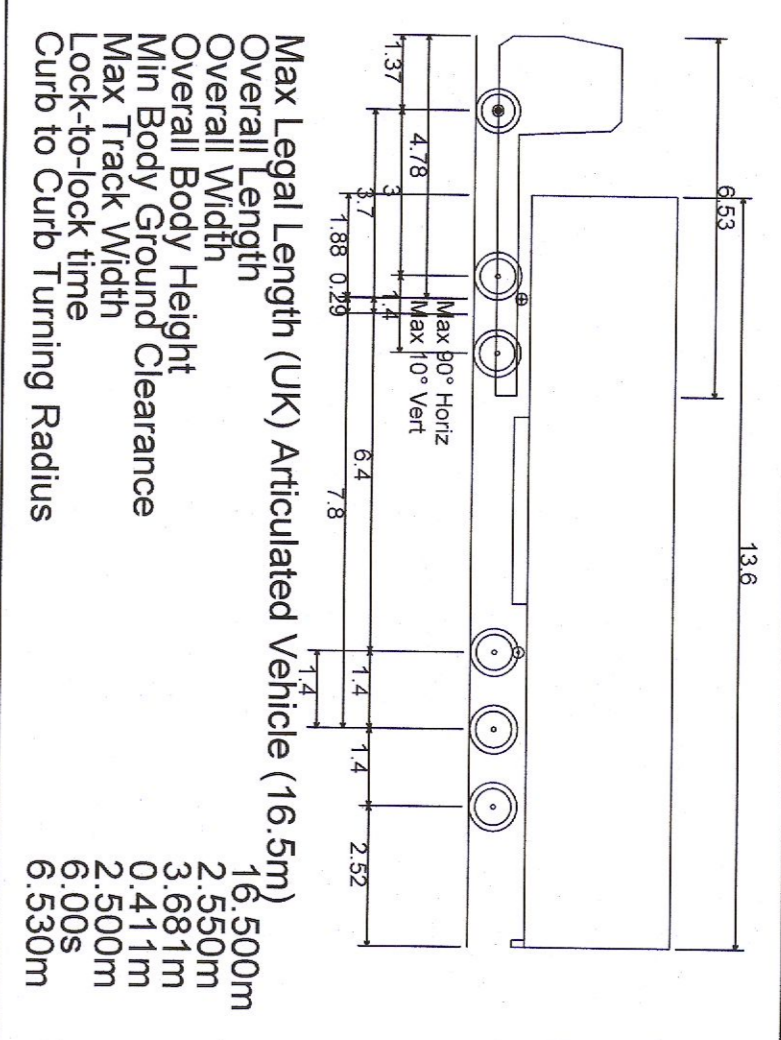 6.53
13.6
1.37
4.78
3
3.7
1.88
0.29
1.4
Max 90° Horiz
Max 10° Vert
6.4
7.8
1.4
1.4
1.4
2.52
Max Legal Length (UK) Articulated Vehicle (16.5m)
Overall Length 16.500m
Overall Width 2.550m
Overall Body Height 3.681m
Min Body Ground Clearance 0.411m
Max Track Width 2.500m
Lock-to-lock time 6.00s
Curb to Curb Turning Radius 6.530m